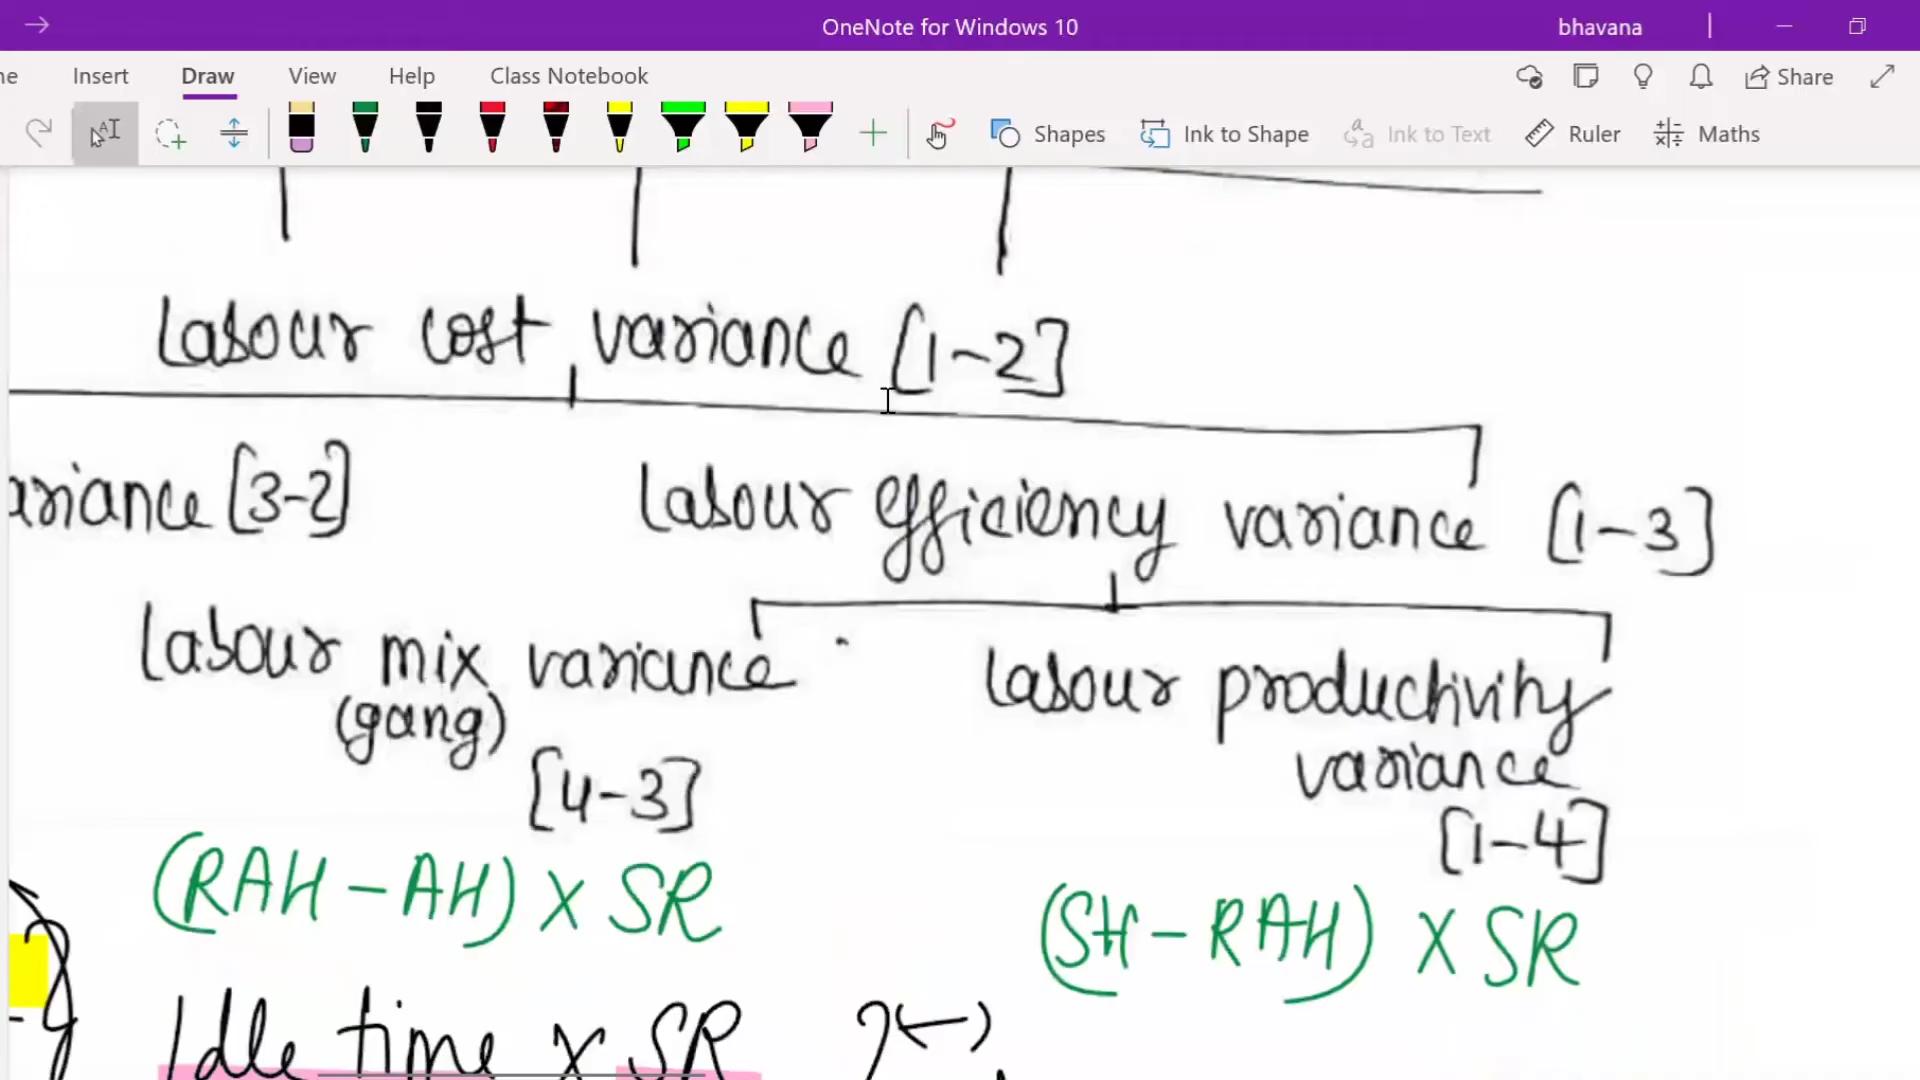 OneNote for Windows 10
bhavana
Insert Draw View Help Class Notebook
Share
Shapes Ink to Shape Ink to Text Ruler Maths
Labour cost variance [1-2]
ariance [3-2]
Labour efficiency variance [1-3]
Labour mix variance
(gang)
[4-3]
Labour productivity
variance
[1-4]
(RAH - AH) X SR
(SH - RAH) X SR
Idle time x SR